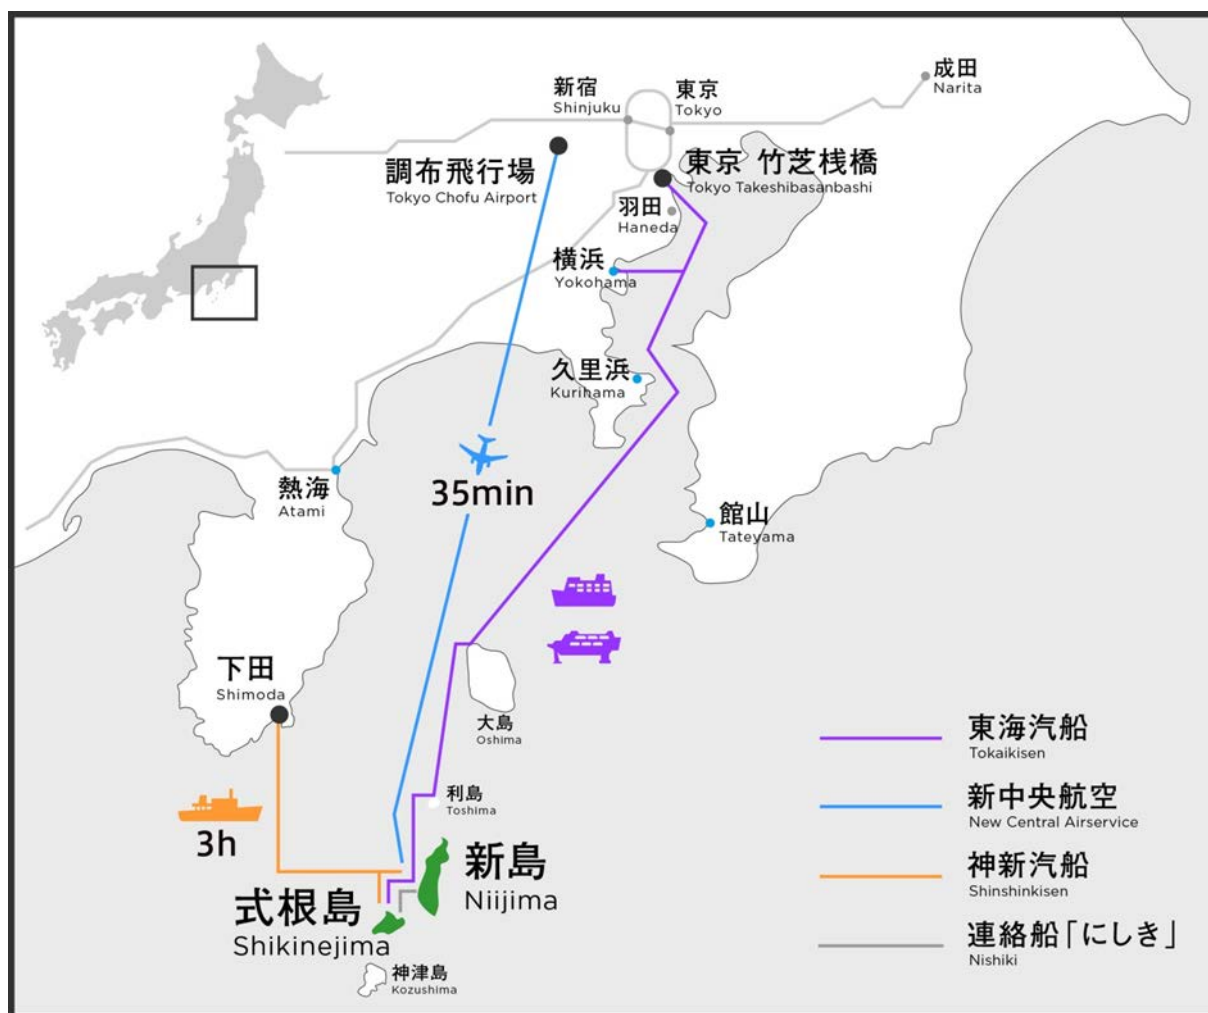 成田
Narita
新宿
Shinjuku
東京
Tokyo
調布飛行場
Tokyo Chofu Airport
東京 竹芝桟橋
Tokyo Takeshibasanbashi
羽田
Haneda
横浜
Yokohama
久里浜
Kurihama
35min
熱海
Atami
館山
Tateyama
下田
Shimoda
大島
Oshima
利島
Toshima
3h
新島
Niijima
式根島
Shikinejima
神津島
Kozushima
東海汽船
Tokaikisen
新中央航空
New Central Airservice
神新汽船
Shinshinkisen
連絡船「にしき」
Nishiki